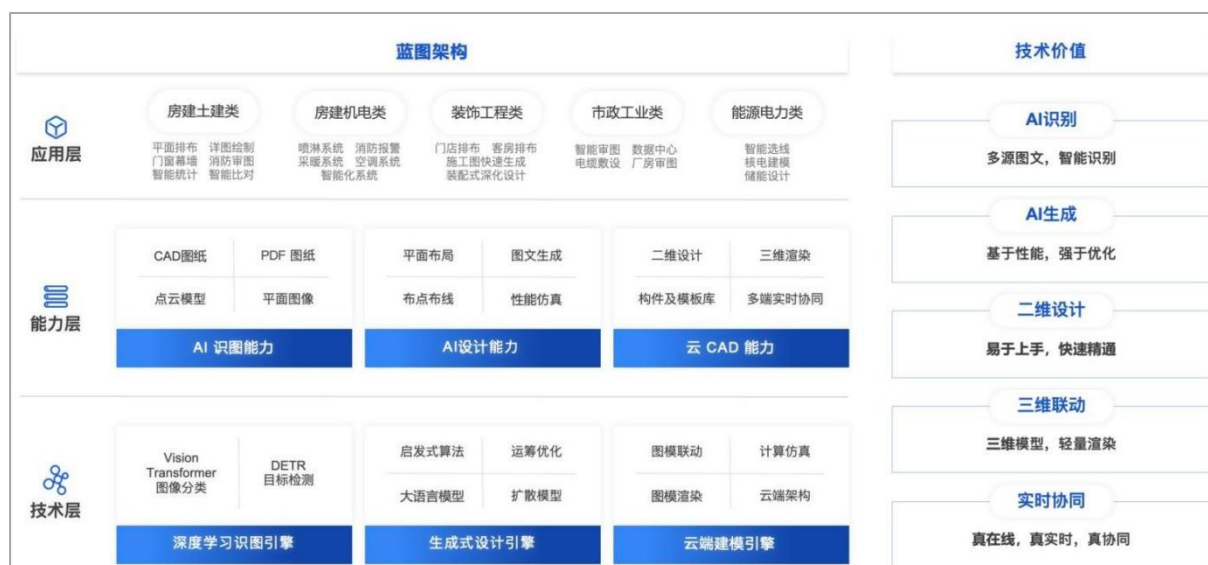 蓝图架构
应用层
房建土建类
平面排布 详图绘制
门窗幕墙 消防审图
智能统计 智能比对
房建机电类
喷淋系统 消防报警
采暖系统 空调系统
智能化系统
装饰工程类
门店排布 客房排布
施工图快速生成
装配式深化设计
市政工业类
智能审图 数据中心
电缆敷设 厂房审图
能源电力类
智能选线
核电建模
储能设计
能力层
CAD图纸 PDF 图纸
点云模型 平面图像
AI 识图能力
平面布局 图文生成
布点布线 性能仿真
AI设计能力
二维设计 三维渲染
构件及模板库 多端实时协同
云 CAD 能力
技术层
Vision
Transformer
图像分类
DETR
目标检测
深度学习识图引擎
启发式算法 运筹优化
大语言模型 扩散模型
生成式设计引擎
图模联动 计算仿真
图模渲染 云端架构
云端建模引擎
技术价值
AI识别
多源图文，智能识别
AI生成
基于性能，强于优化
二维设计
易于上手，快速精通
三维联动
三维模型，轻量渲染
实时协同
真在线，真实时，真协同